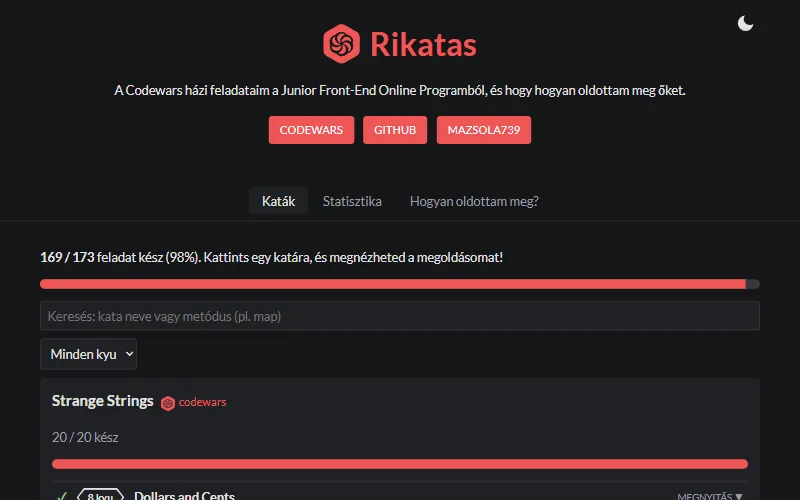 Rikatas
A Codewars házi feladataim a Junior Front-End Online Programból, és hogy hogyan oldottam meg őket.
CODEWARS GITHUB MAZSOLA739
Katák Statisztika Hogyan oldottam meg?
169 / 173 feladat kész (98%). Kattints egy katára, és megnézheted a megoldásomat!
Keresés: kata neve vagy metódus (pl. map)
Minden kyu
Strange Strings codewars
20 / 20 kész
✓ 8 kyu Dollars and Cents MEGNYITÁS ▼